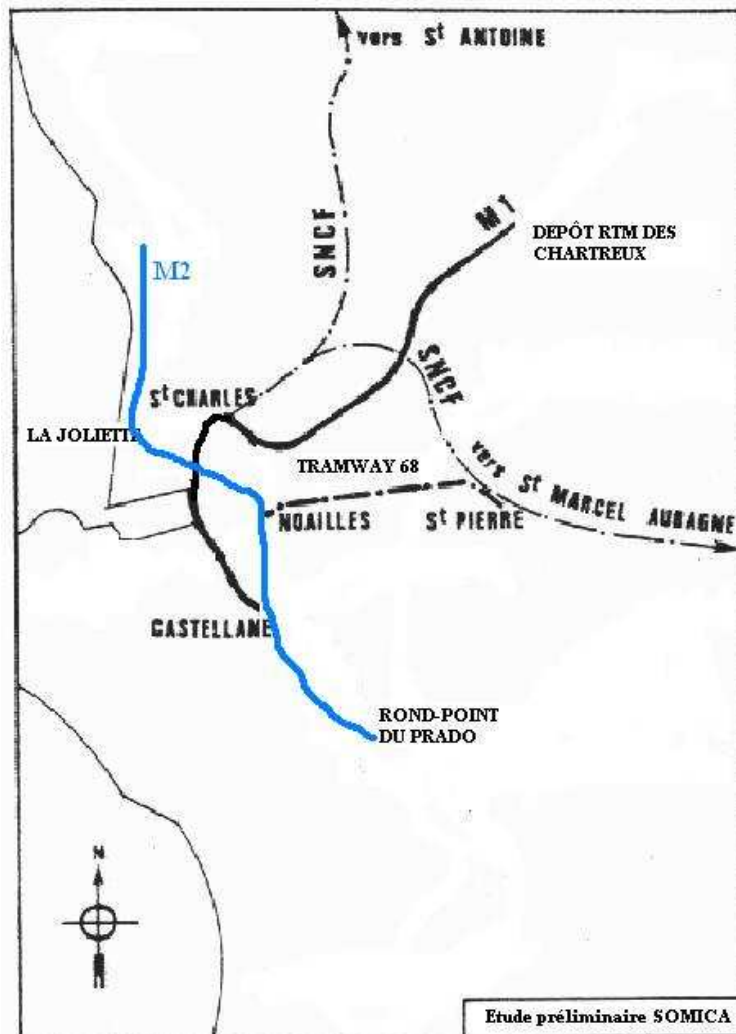 vers St ANTOINE
SNCF
M 1
DEPÔT RTM DES
CHARTREUX
M2
St CHARLES
SNCF
LA JOLIETTE
TRAMWAY 68
vers St MARCEL AUBAGNE
NOAILLES
St PIERRE
CASTELLANE
ROND-POINT
DU PRADO
N
Etude préliminaire SOMICA